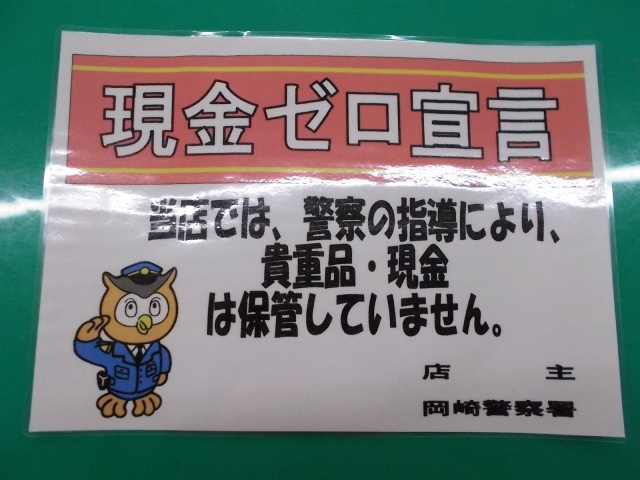 現金ゼロ宣言
当店では、警察の指導により、
貴重品・現金
は保管していません。
店　主
岡崎警察署